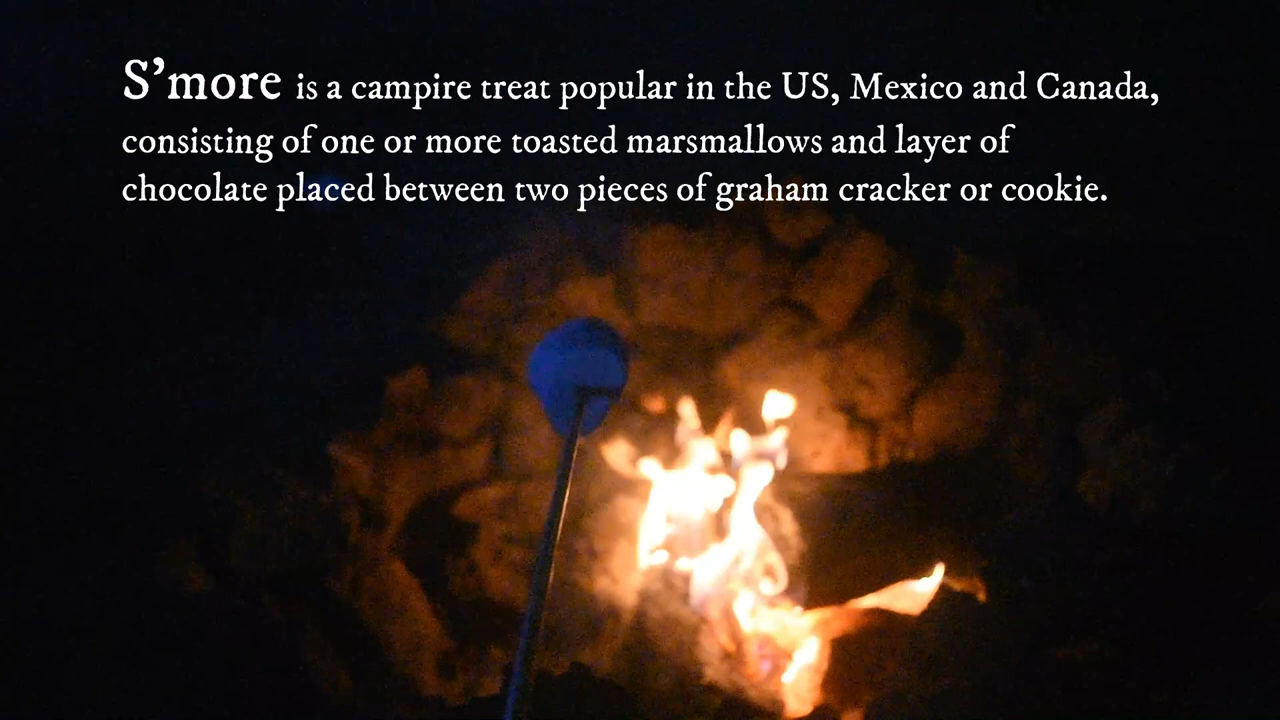 S’more is a campire treat popular in the US, Mexico and Canada,
consisting of one or more toasted marsmallows and layer of
chocolate placed between two pieces of graham cracker or cookie.